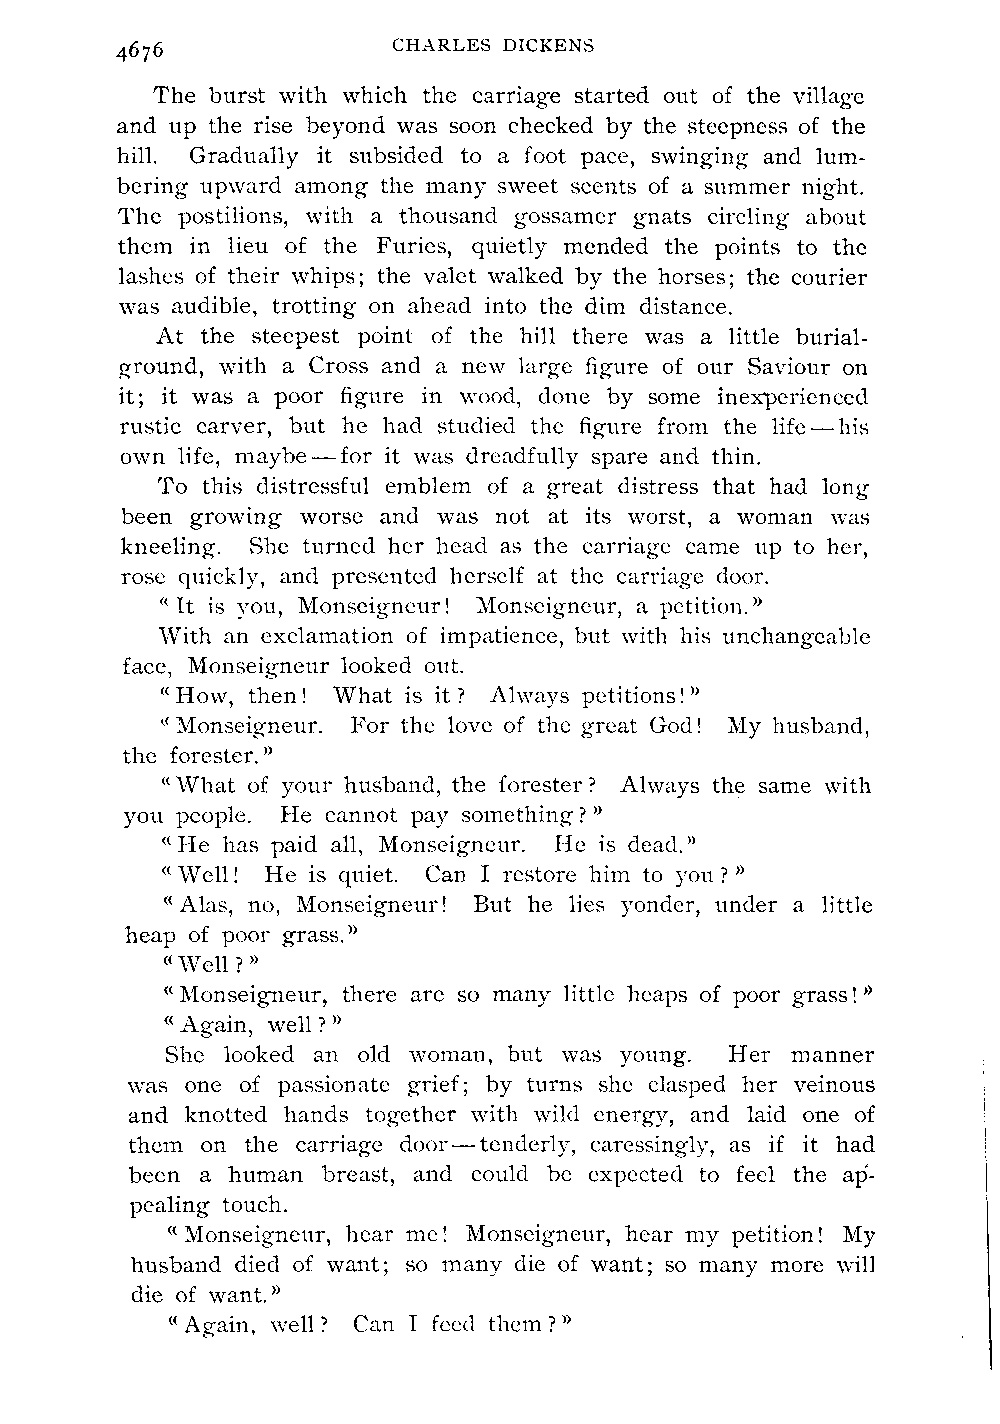 4676 CHARLES DICKENS
The burst with which the carriage started out of the village
and up the rise beyond was soon checked by the steepness of the
hill. Gradually it subsided to a foot pace, swinging and lum-
bering upward among the many sweet scents of a summer night.
The postilions, with a thousand gossamer gnats circling about
them in lieu of the Furies, quietly mended the points to the
lashes of their whips; the valet walked by the horses; the courier
was audible, trotting on ahead into the dim distance.
At the steepest point of the hill there was a little burial-
ground, with a Cross and a new large figure of our Saviour on
it; it was a poor figure in wood, done by some inexperienced
rustic carver, but he had studied the figure from the life—his
own life, maybe—for it was dreadfully spare and thin.
To this distressful emblem of a great distress that had long
been growing worse and was not at its worst, a woman was
kneeling. She turned her head as the carriage came up to her,
rose quickly, and presented herself at the carriage door.
“It is you, Monseigneur! Monseigneur, a petition.”
With an exclamation of impatience, but with his unchangeable
face, Monseigneur looked out.
“How, then! What is it? Always petitions!”
“Monseigneur. For the love of the great God! My husband,
the forester.”
“What of your husband, the forester? Always the same with
you people. He cannot pay something?”
“He has paid all, Monseigneur. He is dead.”
“Well! He is quiet. Can I restore him to you?”
“Alas, no, Monseigneur! But he lies yonder, under a little
heap of poor grass.”
“Well?”
“Monseigneur, there are so many little heaps of poor grass!”
“Again, well?”
She looked an old woman, but was young. Her manner
was one of passionate grief; by turns she clasped her veinous
and knotted hands together with wild energy, and laid one of
them on the carriage door—tenderly, caressingly, as if it had
been a human breast, and could be expected to feel the ap-
pealing touch.
“Monseigneur, hear me! Monseigneur, hear my petition! My
husband died of want; so many die of want; so many more will
die of want.”
“Again, well? Can I feed them?”